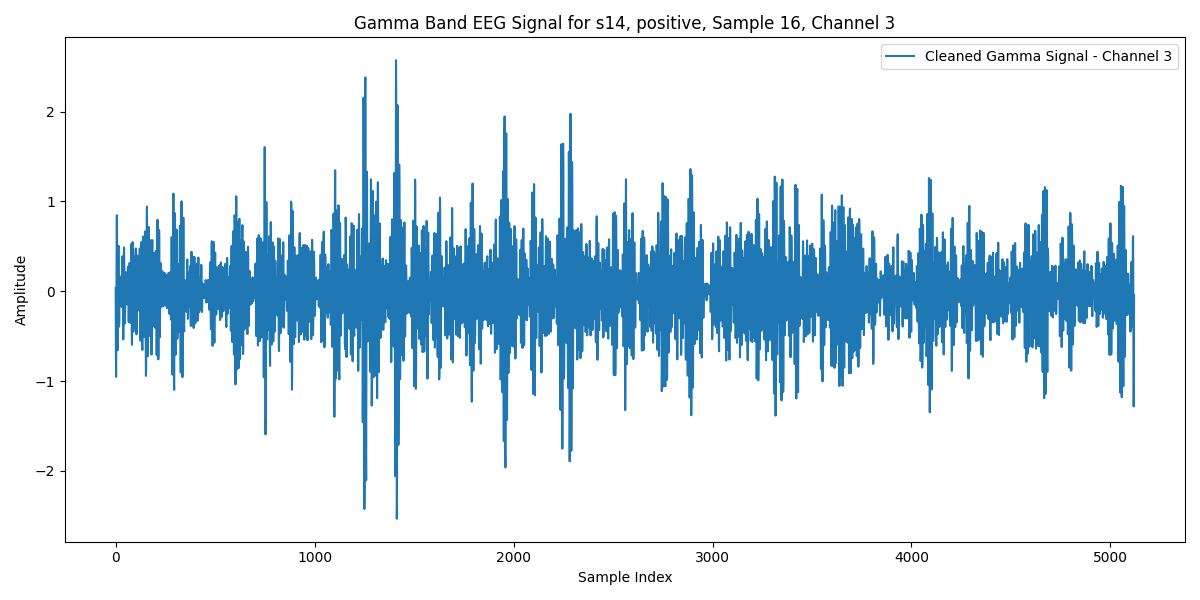 Gamma Band EEG Signal for s14, positive, Sample 16, Channel 3
Cleaned Gamma Signal - Channel 3
Amplitude
2
1
0
−1
−2
0 1000 2000 3000 4000 5000
Sample Index